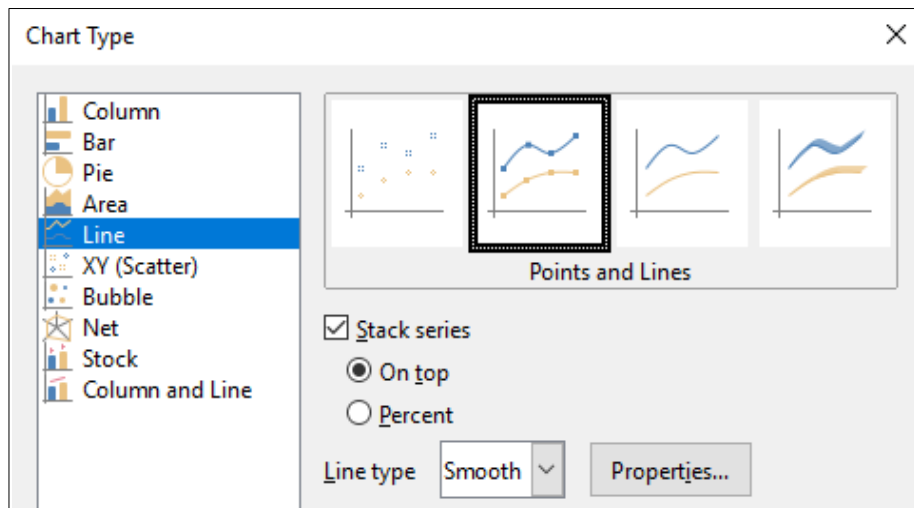 Chart Type
Column
Bar
Pie
Area
Line
XY (Scatter)
Bubble
Net
Stock
Column and Line
Points and Lines
Stack series
On top
Percent
Line type Smooth Properties...